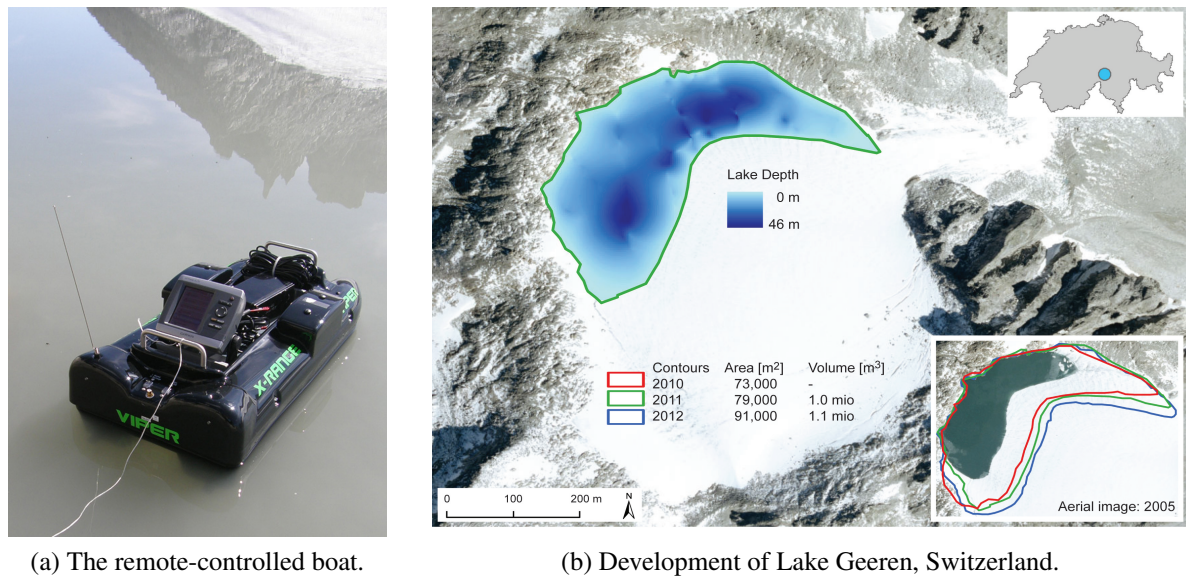 VIPER
X-RANGE
Lake Depth
0 m
46 m
Contours Area [m²] Volume [m³]
2010 73,000 -
2011 79,000 1.0 mio
2012 91,000 1.1 mio
0 100 200 m
N
Aerial image: 2005
(a) The remote-controlled boat.
(b) Development of Lake Geeren, Switzerland.